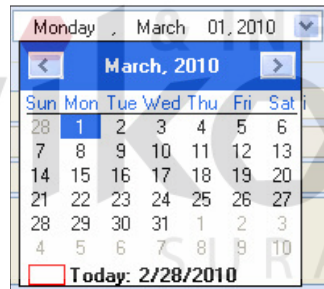 Monday , March 01, 2010
March, 2010
Sun Mon Tue Wed Thu Fri Sat
28 1 2 3 4 5 6
7 8 9 10 11 12 13
14 15 16 17 18 19 20
21 22 23 24 25 26 27
28 29 30 31 1 2 3
4 5 6 7 8 9 10
Today: 2/28/2010